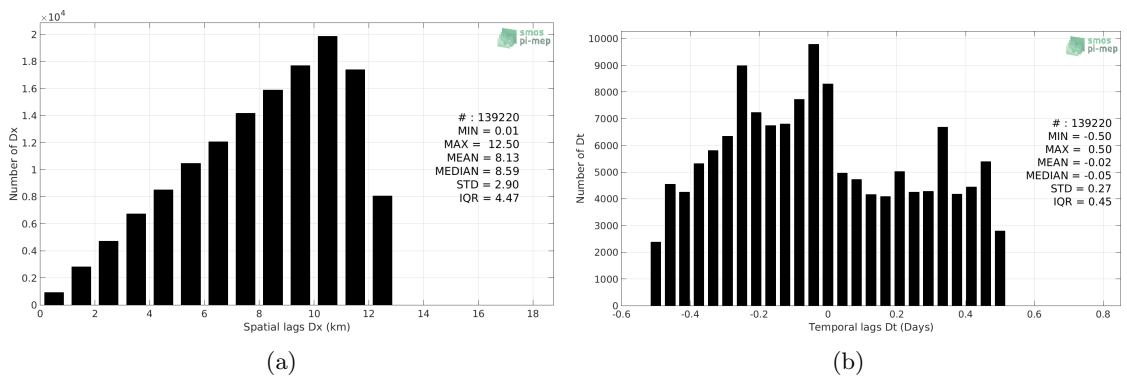 ×10⁴
2
1.8
1.6
1.4
1.2
1
0.8
0.6
0.4
0.2
0
Number of Dx
0 2 4 6 8 10 12 14 16 18
Spatial lags Dx (km)
smos
pi-mep
# : 139220
MIN = 0.01
MAX = 12.50
MEAN = 8.13
MEDIAN = 8.59
STD = 2.90
IQR = 4.47
(a)
10000
9000
8000
7000
6000
5000
4000
3000
2000
1000
0
Number of Dt
-0.6 -0.4 -0.2 0 0.2 0.4 0.6 0.8
Temporal lags Dt (Days)
smos
pi-mep
# : 139220
MIN = -0.50
MAX = 0.50
MEAN = -0.02
MEDIAN = -0.05
STD = 0.27
IQR = 0.45
(b)